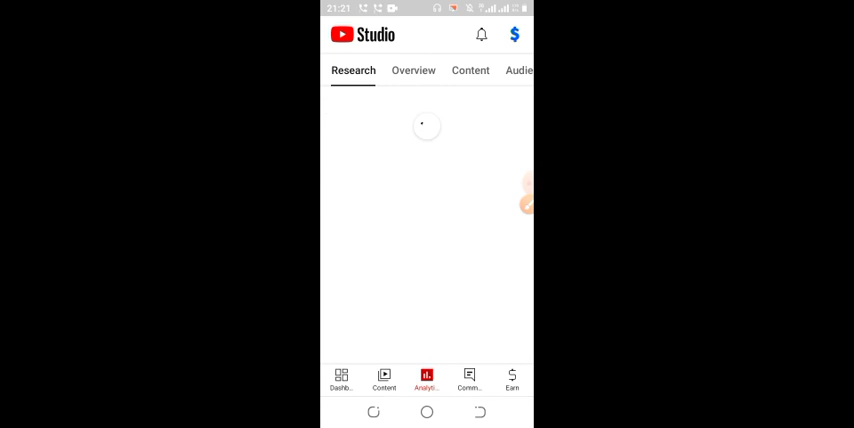 21:21
Studio
$
Research Overview Content Audie
Dashb... Content Analyti... Comm... Earn